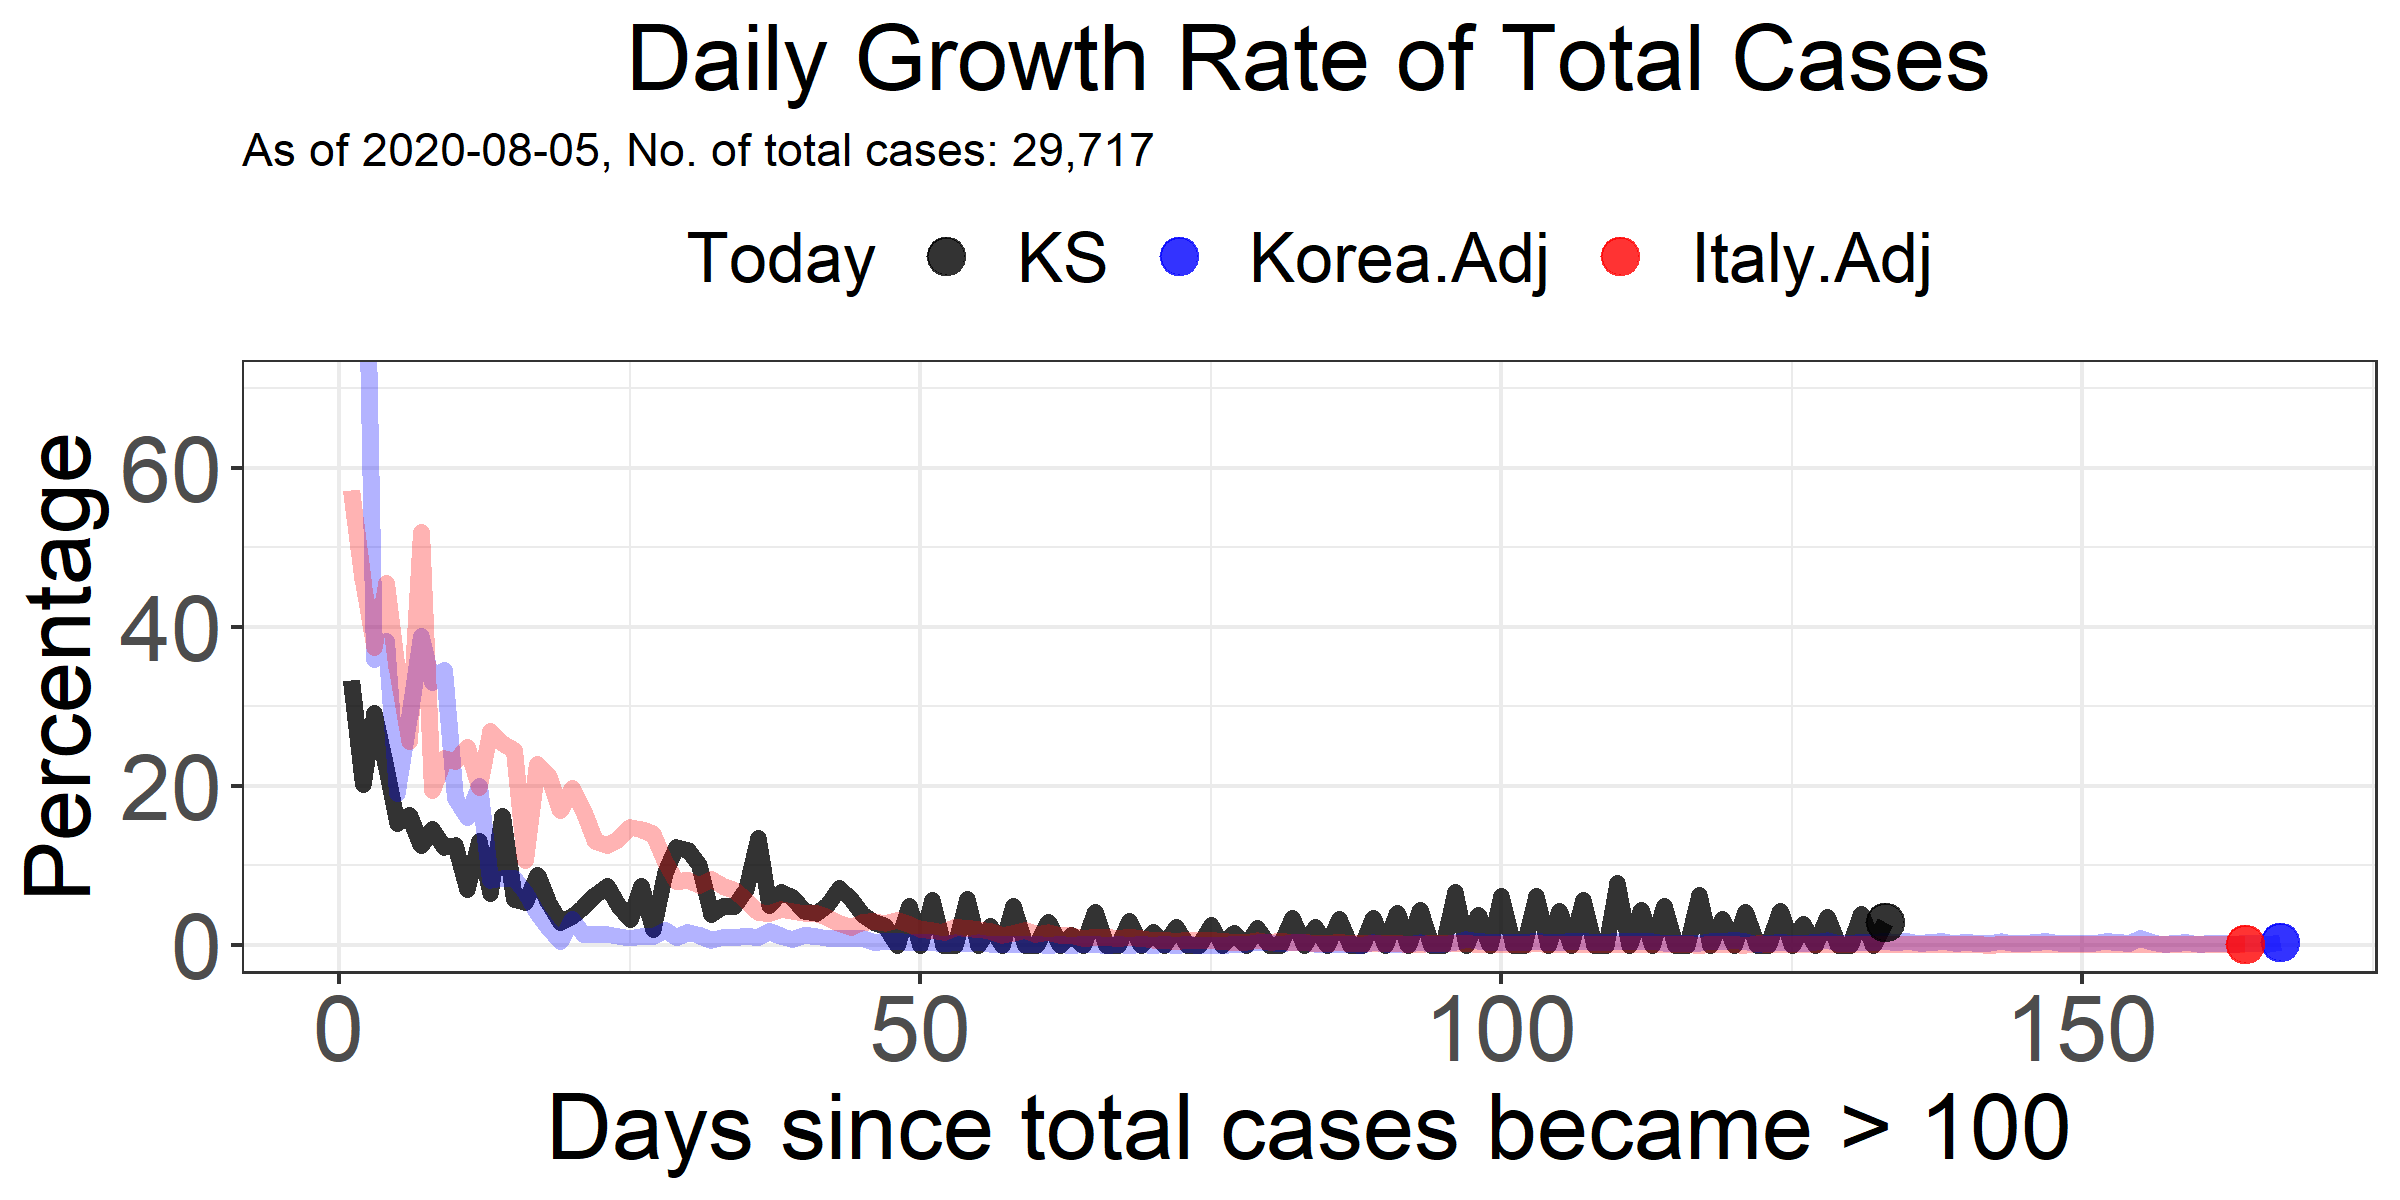 Daily Growth Rate of Total Cases
As of 2020-08-05, No. of total cases: 29,717
Today KS Korea.Adj Italy.Adj
Percentage
60
40
20
0
0 50 100 150
Days since total cases became > 100